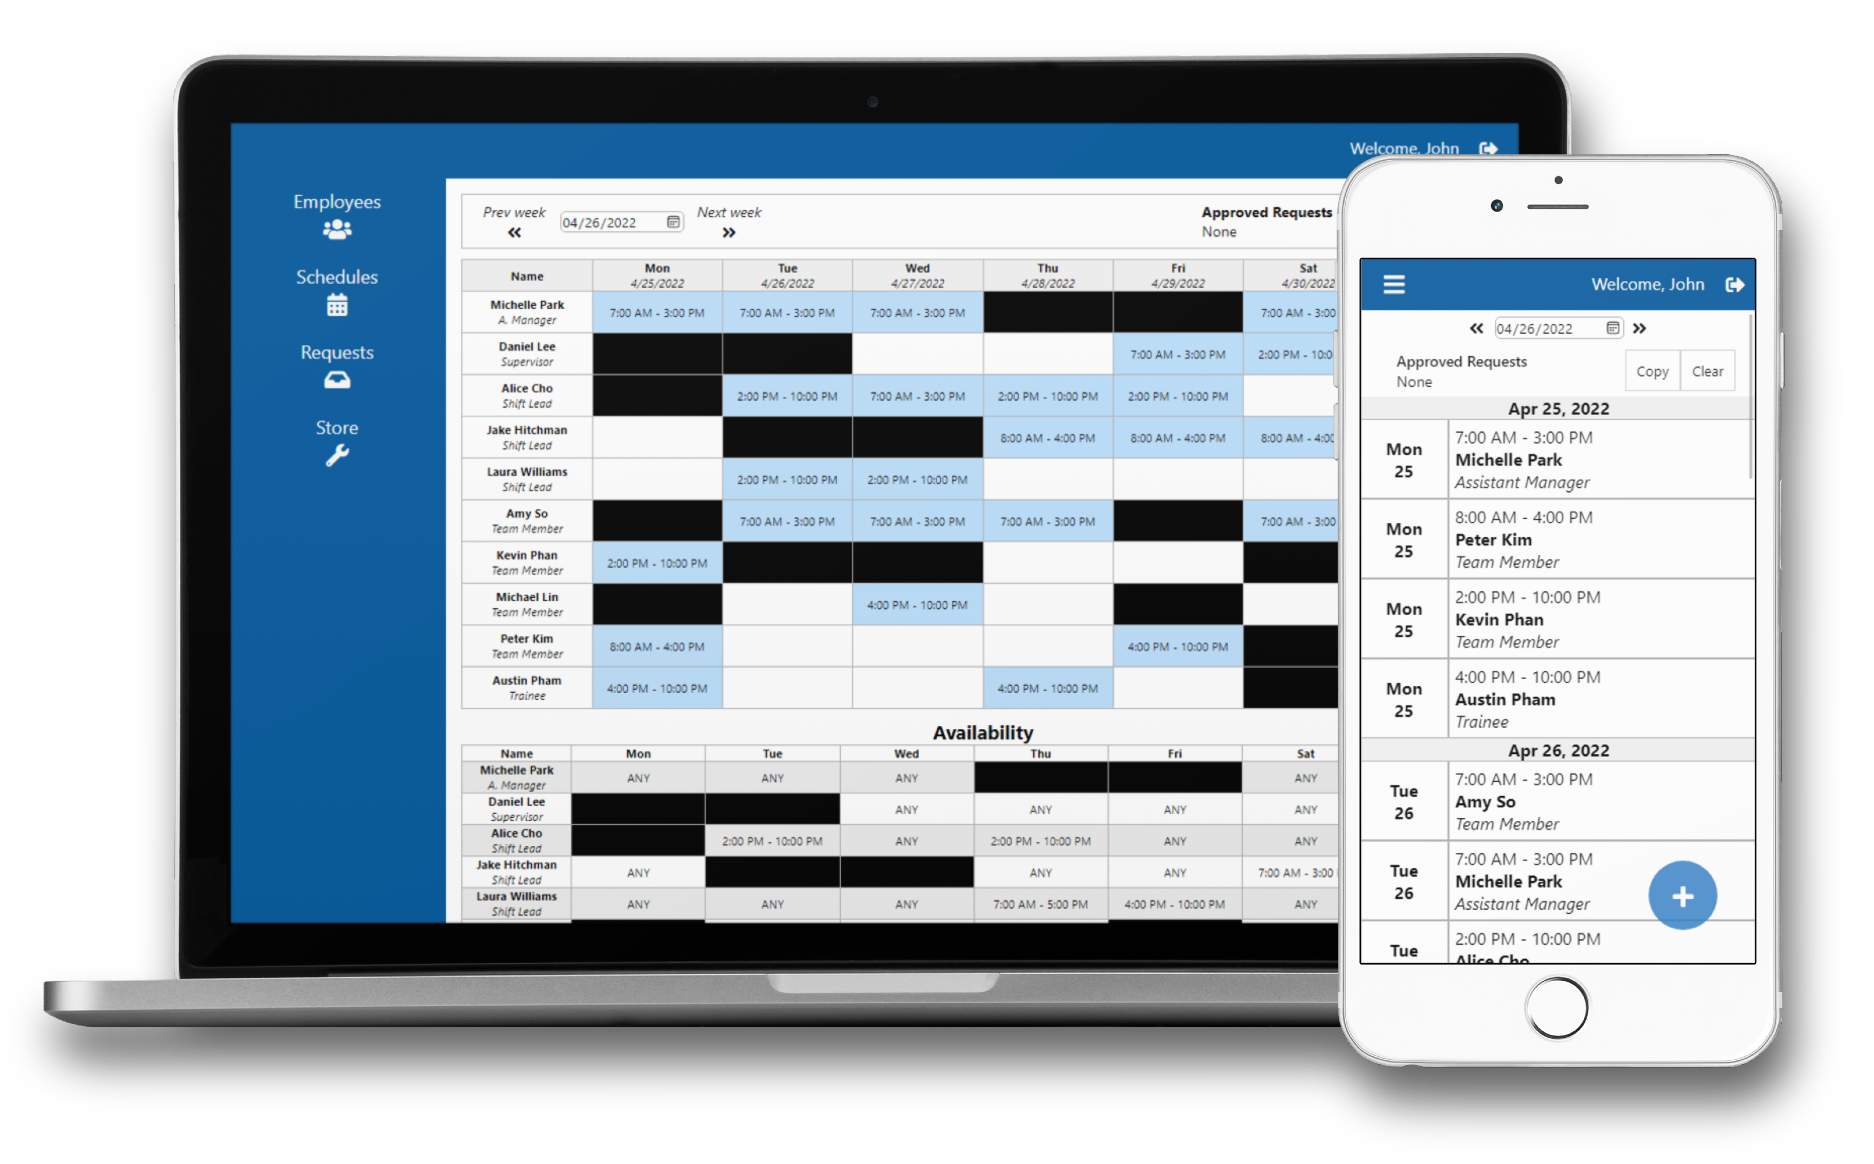 Welcome, John
Employees
Schedules
Requests
Store
Prev week
04/26/2022
Next week
Approved Requests
None
Name Mon Tue Wed Thu Fri Sat
4/25/2022 4/26/2022 4/27/2022 4/28/2022 4/29/2022 4/30/2022
Michelle Park
A. Manager
7:00 AM - 3:00 PM 7:00 AM - 3:00 PM 7:00 AM - 3:00 PM 7:00 AM - 3:00
Daniel Lee
Supervisor
7:00 AM - 3:00 PM 2:00 PM - 10:0
Alice Cho
Shift Lead
2:00 PM - 10:00 PM 7:00 AM - 3:00 PM 2:00 PM - 10:00 PM 2:00 PM - 10:00 PM
Jake Hitchman
Shift Lead
8:00 AM - 4:00 PM 8:00 AM - 4:00 PM 8:00 AM - 4:00
Laura Williams
Shift Lead
2:00 PM - 10:00 PM 2:00 PM - 10:00 PM
Amy So
Team Member
7:00 AM - 3:00 PM 7:00 AM - 3:00 PM 7:00 AM - 3:00 PM 7:00 AM - 3:00
Kevin Phan
Team Member
2:00 PM - 10:00 PM
Michael Lin
Team Member
4:00 PM - 10:00 PM
Peter Kim
Team Member
8:00 AM - 4:00 PM 4:00 PM - 10:00 PM
Austin Pham
Trainee
4:00 PM - 10:00 PM 4:00 PM - 10:00 PM
Availability
Name Mon Tue Wed Thu Fri Sat
Michelle Park
A. Manager
ANY ANY ANY ANY
Daniel Lee
Supervisor
ANY ANY ANY ANY
Alice Cho
Shift Lead
2:00 PM - 10:00 PM ANY 2:00 PM - 10:00 PM ANY ANY
Jake Hitchman
Shift Lead
ANY ANY ANY 7:00 AM - 3:00
Laura Williams
Shift Lead
ANY ANY ANY 7:00 AM - 5:00 PM 4:00 PM - 10:00 PM ANY
Welcome, John
04/26/2022
Approved Requests
None
Copy Clear
Apr 25, 2022
Mon
25
7:00 AM - 3:00 PM
Michelle Park
Assistant Manager
Mon
25
8:00 AM - 4:00 PM
Peter Kim
Team Member
Mon
25
2:00 PM - 10:00 PM
Kevin Phan
Team Member
Mon
25
4:00 PM - 10:00 PM
Austin Pham
Trainee
Apr 26, 2022
Tue
26
7:00 AM - 3:00 PM
Amy So
Team Member
Tue
26
7:00 AM - 3:00 PM
Michelle Park
Assistant Manager
Tue
2:00 PM - 10:00 PM
Alice Cho